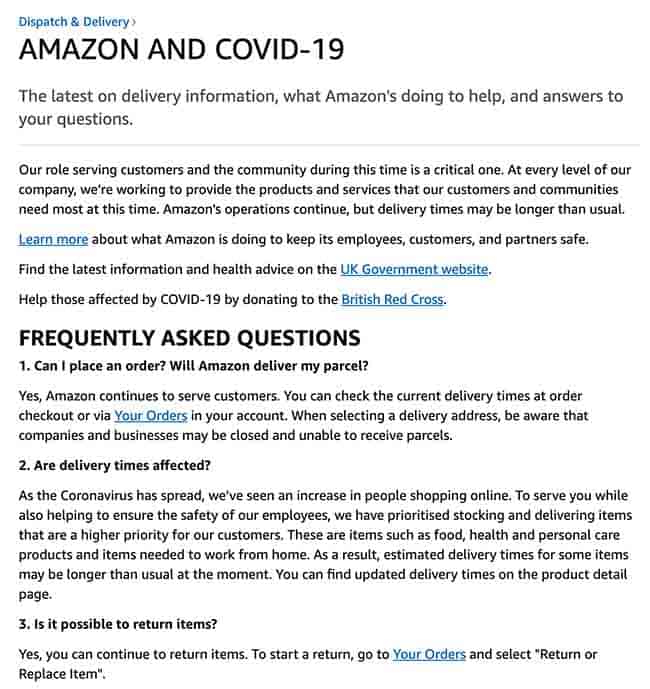 Dispatch & Delivery ›
AMAZON AND COVID-19
The latest on delivery information, what Amazon's doing to help, and answers to
your questions.
Our role serving customers and the community during this time is a critical one. At every level of our
company, we're working to provide the products and services that our customers and communities
need most at this time. Amazon's operations continue, but delivery times may be longer than usual.
Learn more about what Amazon is doing to keep its employees, customers, and partners safe.
Find the latest information and health advice on the UK Government website.
Help those affected by COVID-19 by donating to the British Red Cross.
FREQUENTLY ASKED QUESTIONS
1. Can I place an order? Will Amazon deliver my parcel?
Yes, Amazon continues to serve customers. You can check the current delivery times at order
checkout or via Your Orders in your account. When selecting a delivery address, be aware that
companies and businesses may be closed and unable to receive parcels.
2. Are delivery times affected?
As the Coronavirus has spread, we've seen an increase in people shopping online. To serve you while
also helping to ensure the safety of our employees, we have prioritised stocking and delivering items
that are a higher priority for our customers. These are items such as food, health and personal care
products and items needed to work from home. As a result, estimated delivery times for some items
may be longer than usual at the moment. You can find updated delivery times on the product detail
page.
3. Is it possible to return items?
Yes, you can continue to return items. To start a return, go to Your Orders and select "Return or
Replace Item".